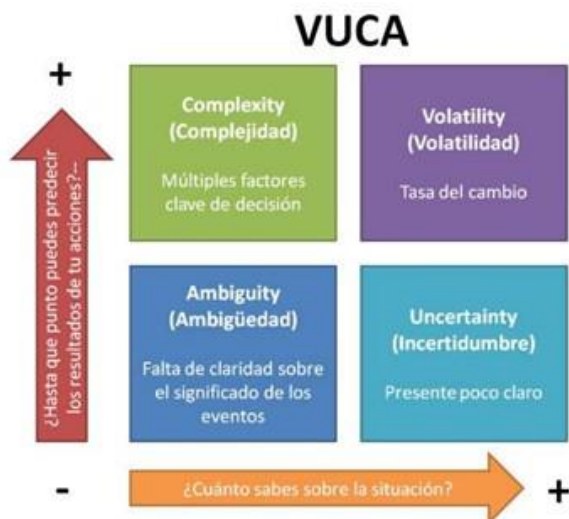 VUCA
+
¿Hasta que punto puedes predecir
los resultados de tu acciones?--
Complexity
(Complejidad)
Múltiples factores
clave de decisión
Volatility
(Volatilidad)
Tasa del cambio
Ambiguity
(Ambigüedad)
Falta de claridad sobre
el significado de los
eventos
Uncertainty
(Incertidumbre)
Presente poco claro
-
¿Cuánto sabes sobre la situación?
+